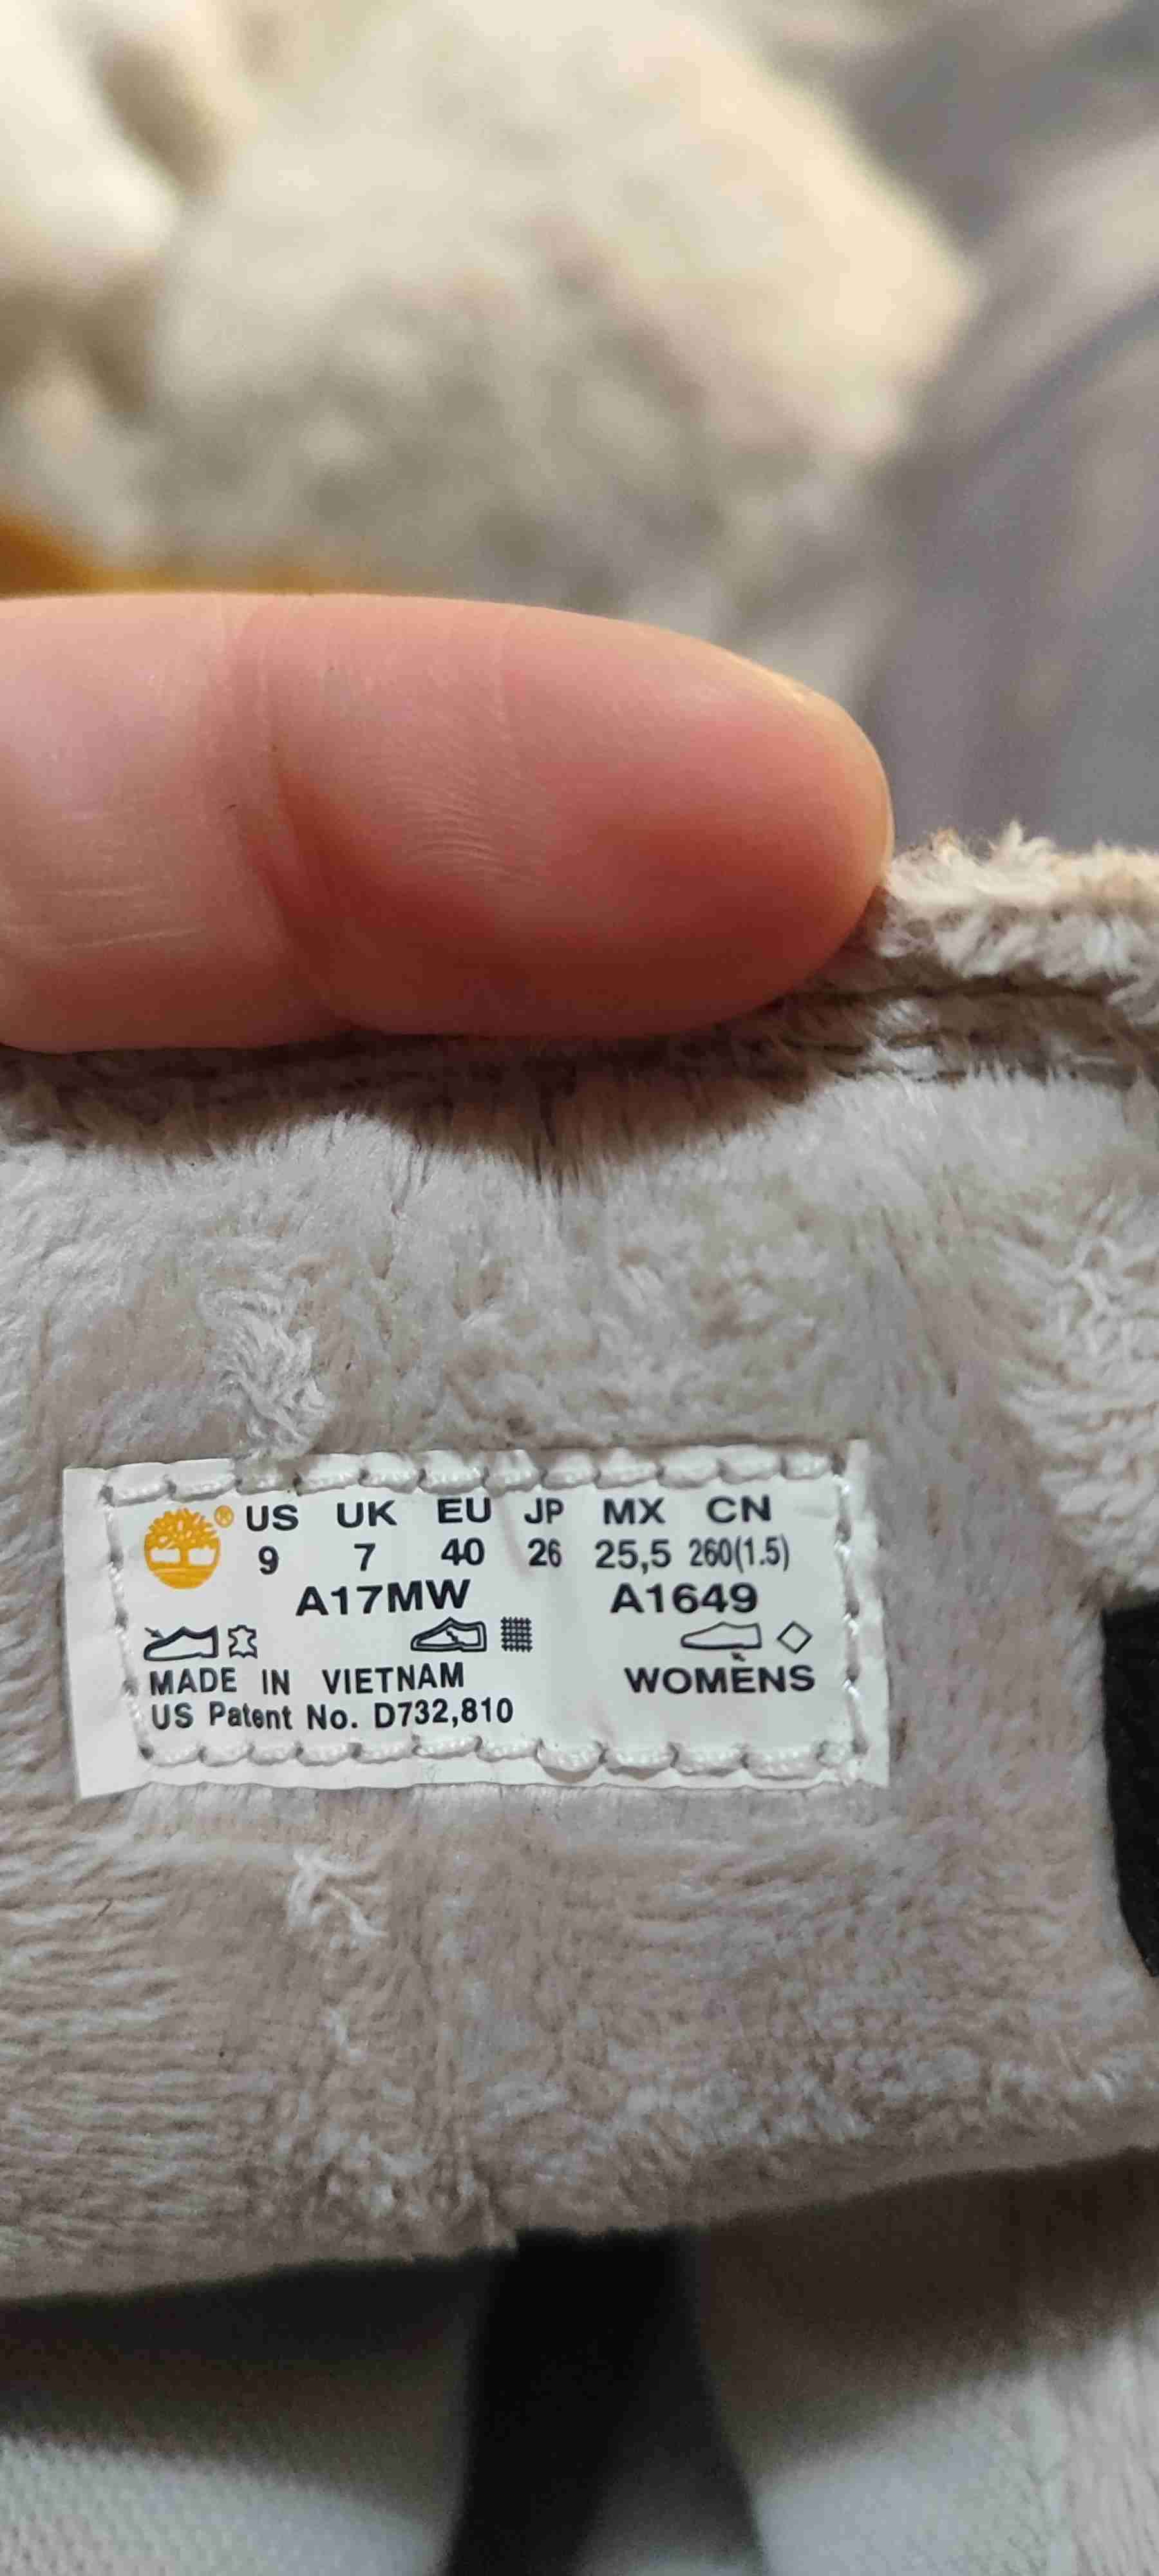 ® US UK EU JP MX CN
9 7 40 26 25,5 260(1.5)
A17MW A1649
MADE IN VIETNAM WOMENS
US Patent No. D732,810